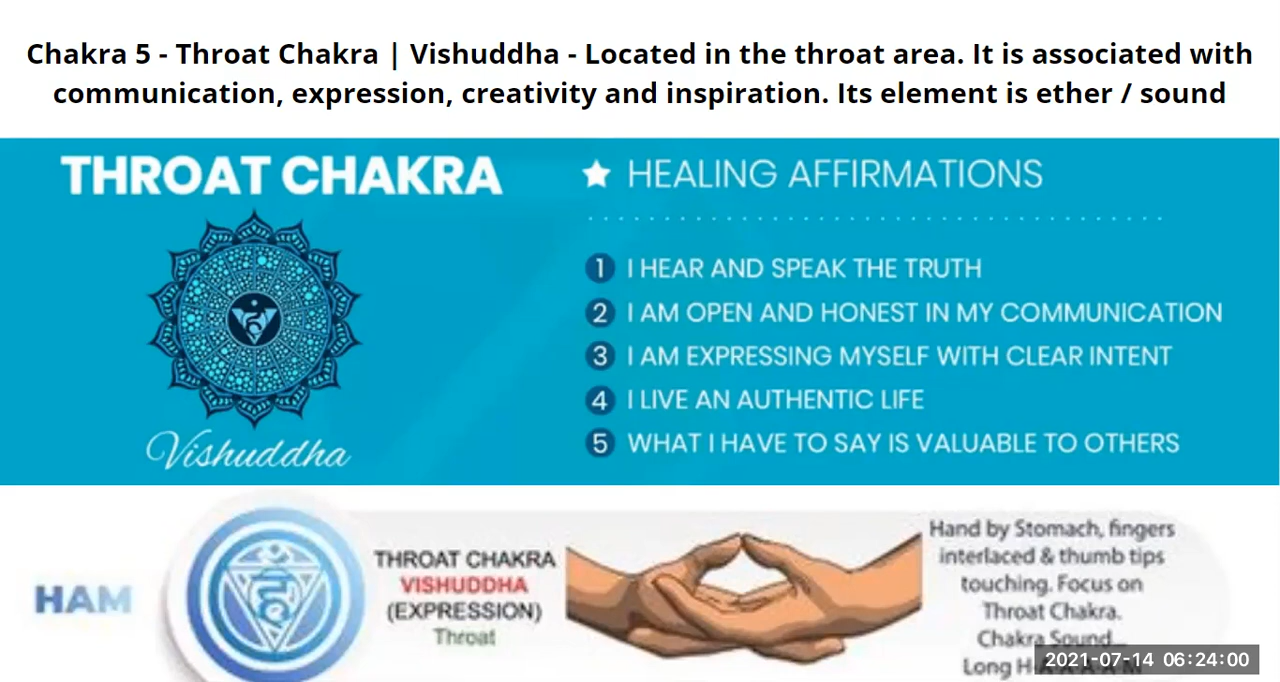 Chakra 5 - Throat Chakra | Vishuddha - Located in the throat area. It is associated with
communication, expression, creativity and inspiration. Its element is ether / sound
THROAT CHAKRA
Vishuddha
★ HEALING AFFIRMATIONS
1 I HEAR AND SPEAK THE TRUTH
2 I AM OPEN AND HONEST IN MY COMMUNICATION
3 I AM EXPRESSING MYSELF WITH CLEAR INTENT
4 I LIVE AN AUTHENTIC LIFE
5 WHAT I HAVE TO SAY IS VALUABLE TO OTHERS
HAM
THROAT CHAKRA
VISHUDDHA
(EXPRESSION)
Throat
Hand by Stomach, fingers
interlaced & thumb tips
touching. Focus on
Throat Chakra.
Chakra Sound...
Long
2021-07-14 06:24:00